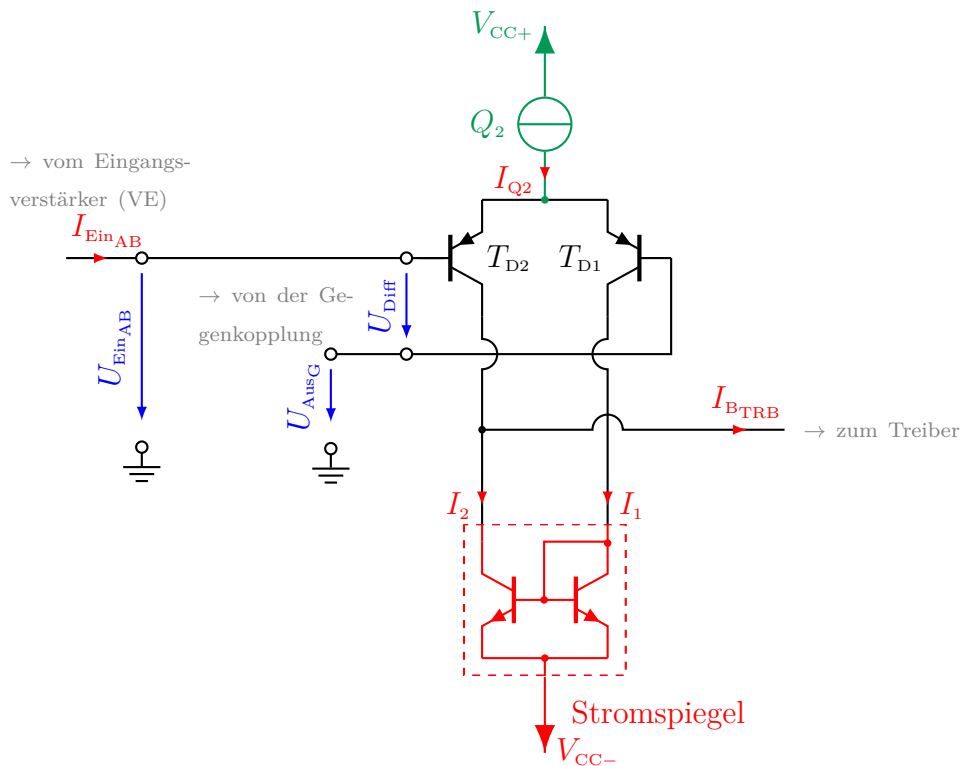 V_CC+
Q_2
→ vom Eingangs-
verstärker (VE)
I_Q2
I_Ein_AB
T_D2
T_D1
→ von der Ge-
genkopplung
U_Diff
U_Ein_AB
U_Aus_G
I_B_TRB
→ zum Treiber
I_2
I_1
Stromspiegel
V_CC−